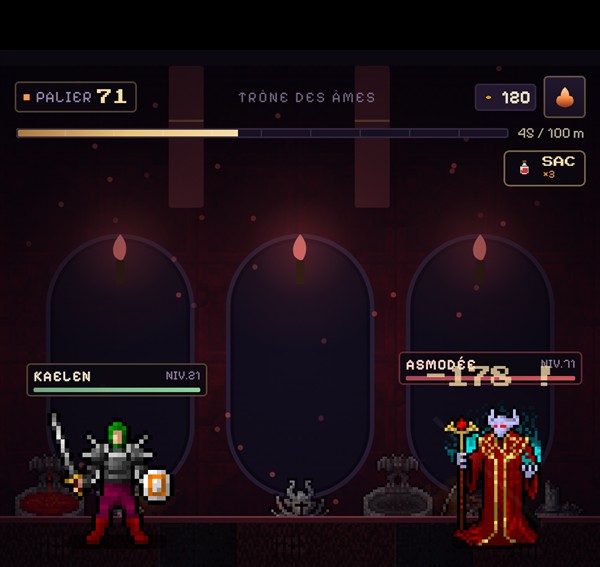 PALIER 71
TRÔNE DES ÂMES
180
48 / 100 m
SAC
×3
KAELEN NIV.21
ASMODÉE NIV.71
-178 !